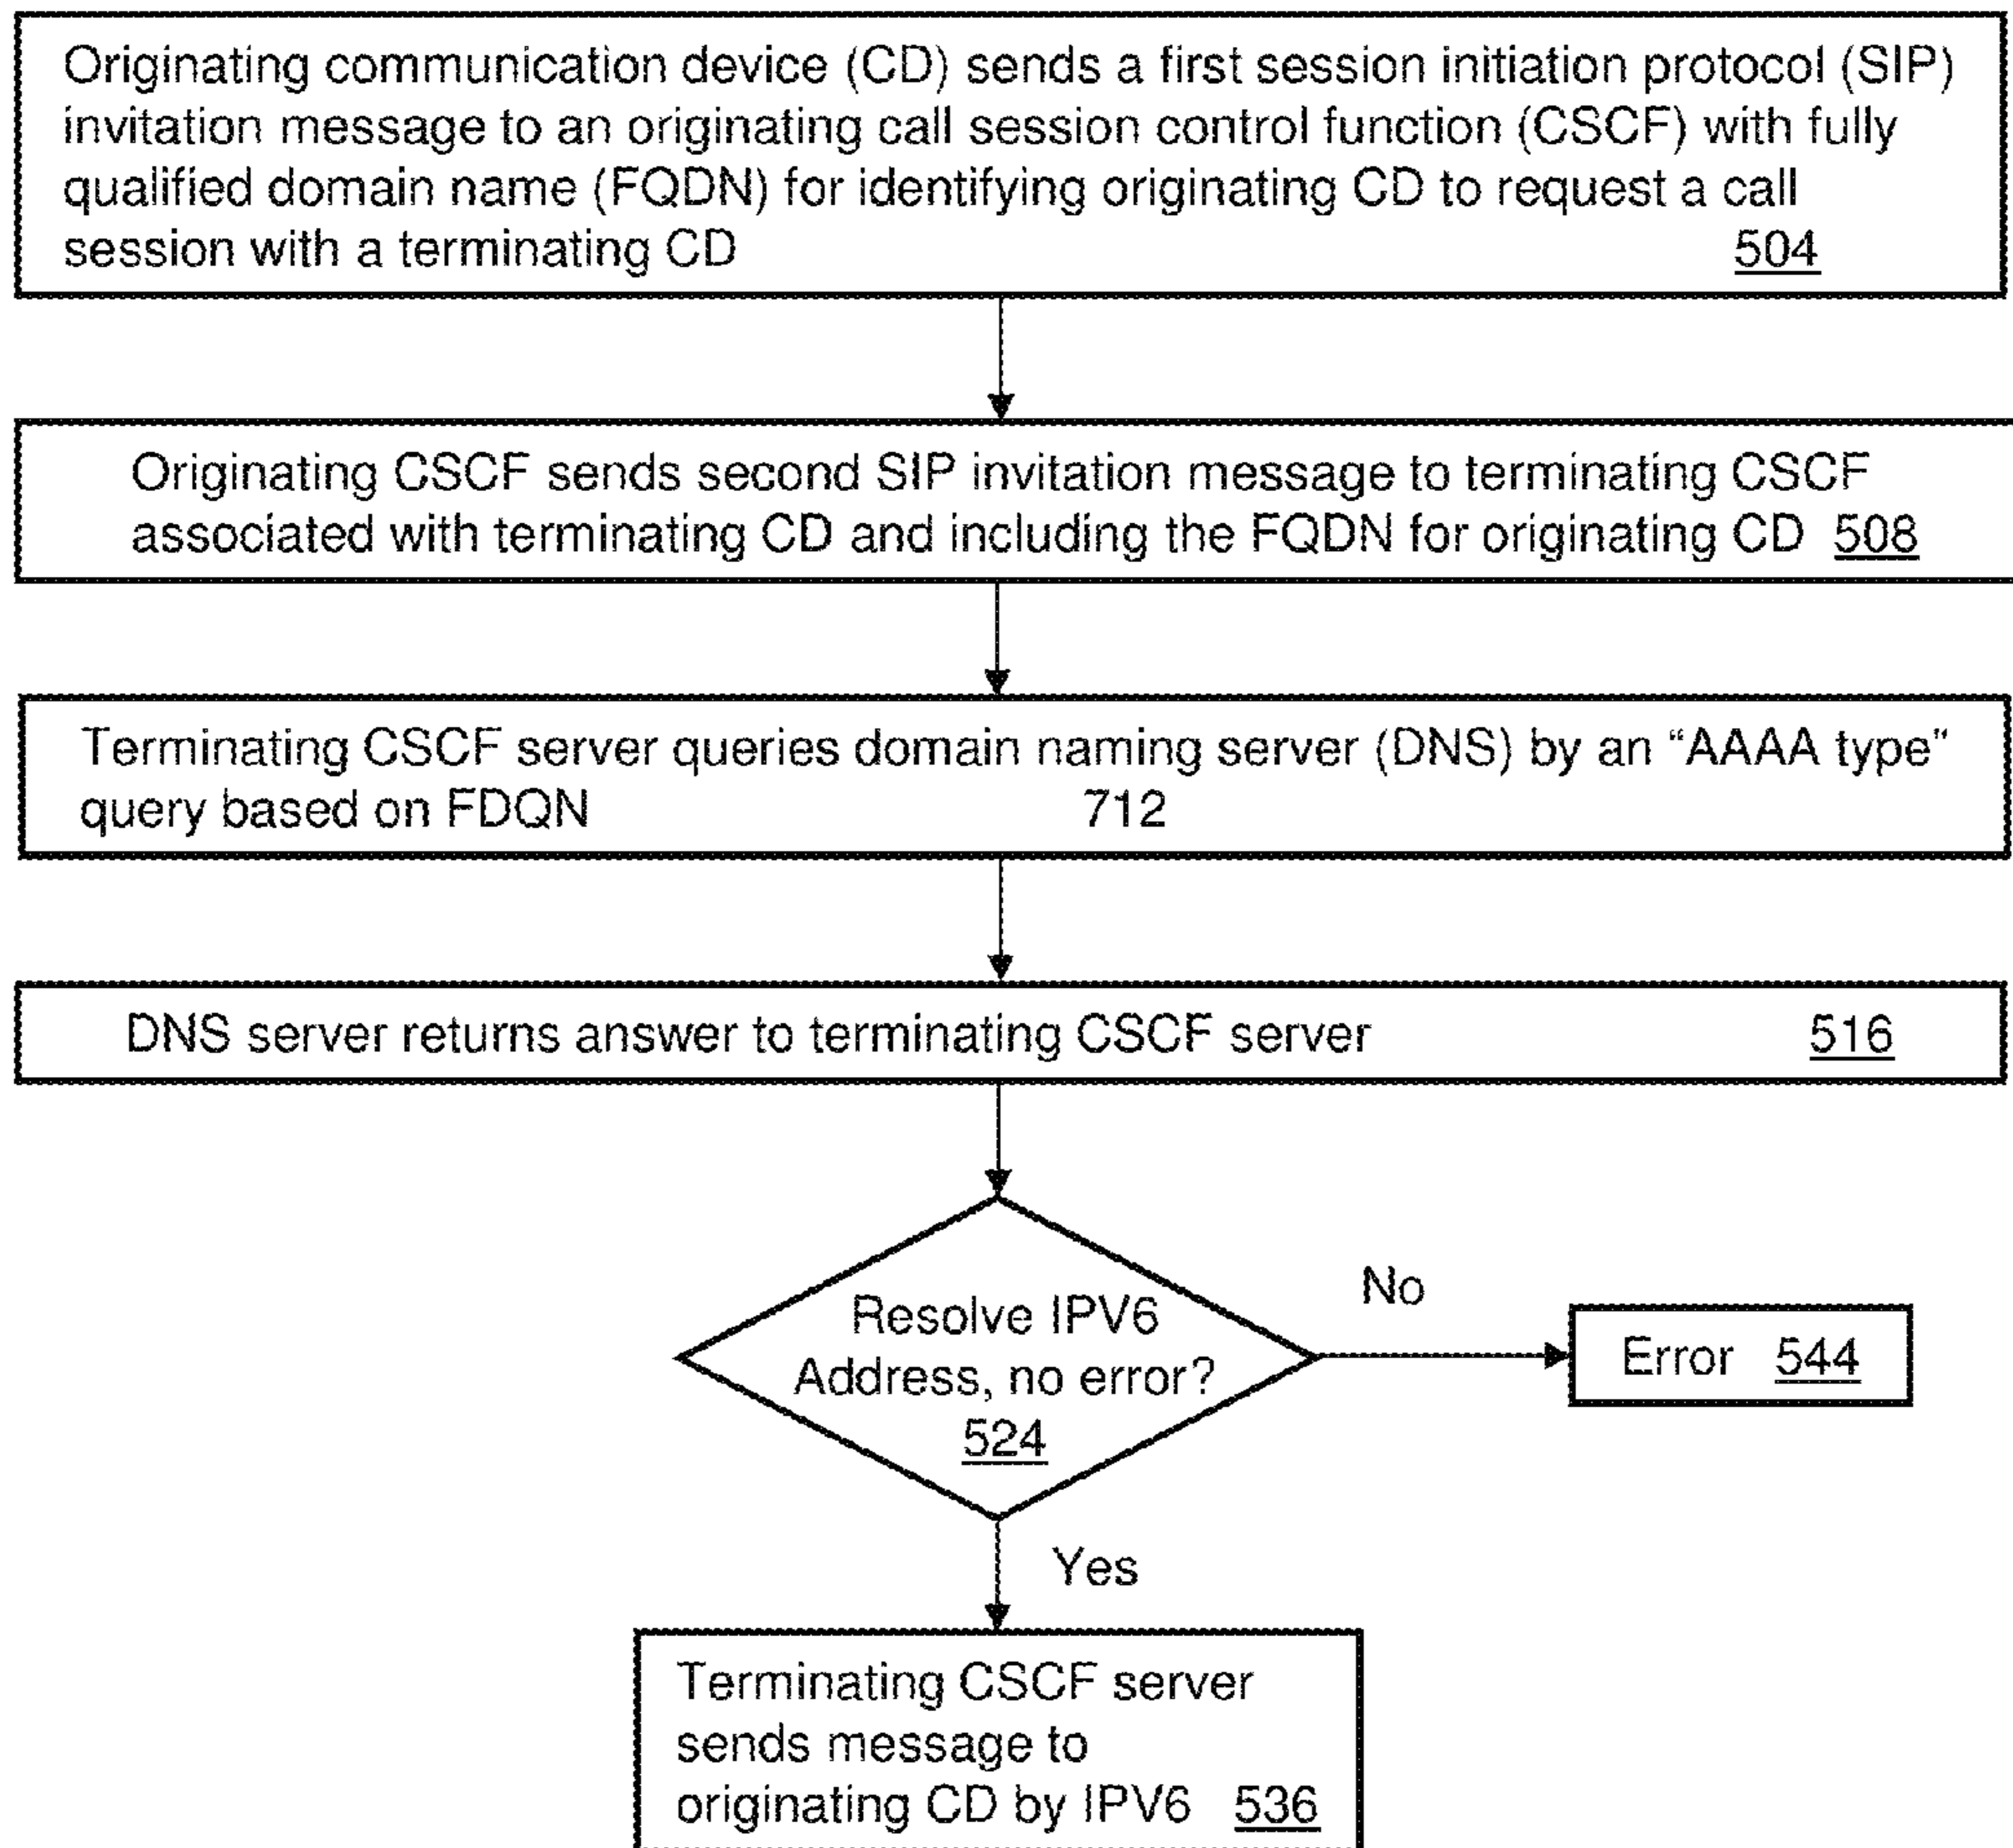 Originating communication device (CD) sends a first session initiation protocol (SIP)
invitation message to an originating call session control function (CSCF) with fully
qualified domain name (FQDN) for identifying originating CD to request a call
session with a terminating CD 504
Originating CSCF sends second SIP invitation message to terminating CSCF
associated with terminating CD and including the FQDN for originating CD 508
Terminating CSCF server queries domain naming server (DNS) by an “AAAA type”
query based on FDQN 712
DNS server returns answer to terminating CSCF server 516
Resolve IPV6
Address, no error?
524
No
Error 544
Yes
Terminating CSCF server
sends message to
originating CD by IPV6 536